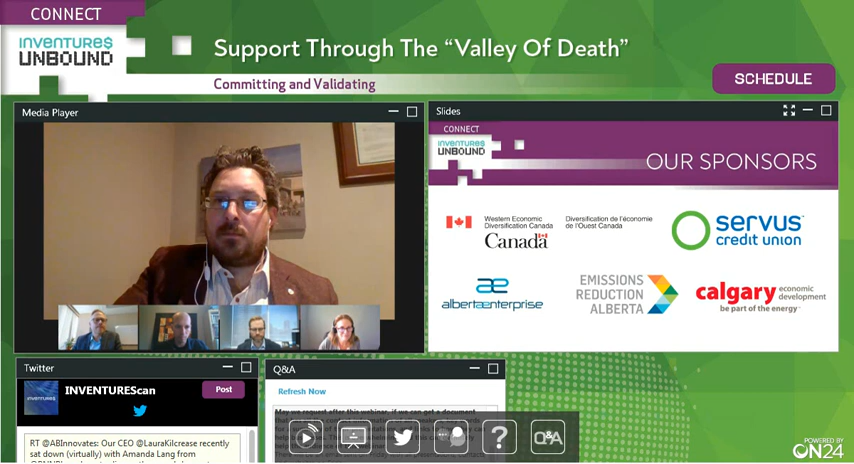 CONNECT
INVENTURE$
UNBOUND
Support Through The “Valley Of Death”
Committing and Validating
SCHEDULE
Media Player
Slides
CONNECT
INVENTURE$
UNBOUND
OUR SPONSORS
Western Economic
Diversification Canada
Diversification de l'économie
de l'Ouest Canada
Canada
servus
credit union
ae
albertaenterprise
EMISSIONS
REDUCTION
ALBERTA
calgary economic
development
be part of the energy™
Twitter
INVENTUREScan
Post
RT @ABInnovates: Our CEO @LauraKilcrease recently
sat down (virtually) with Amanda Lang from
Q&A
Refresh Now
May we request after this webinar, if we can get a document
?
Q&A
POWERED BY
ON24